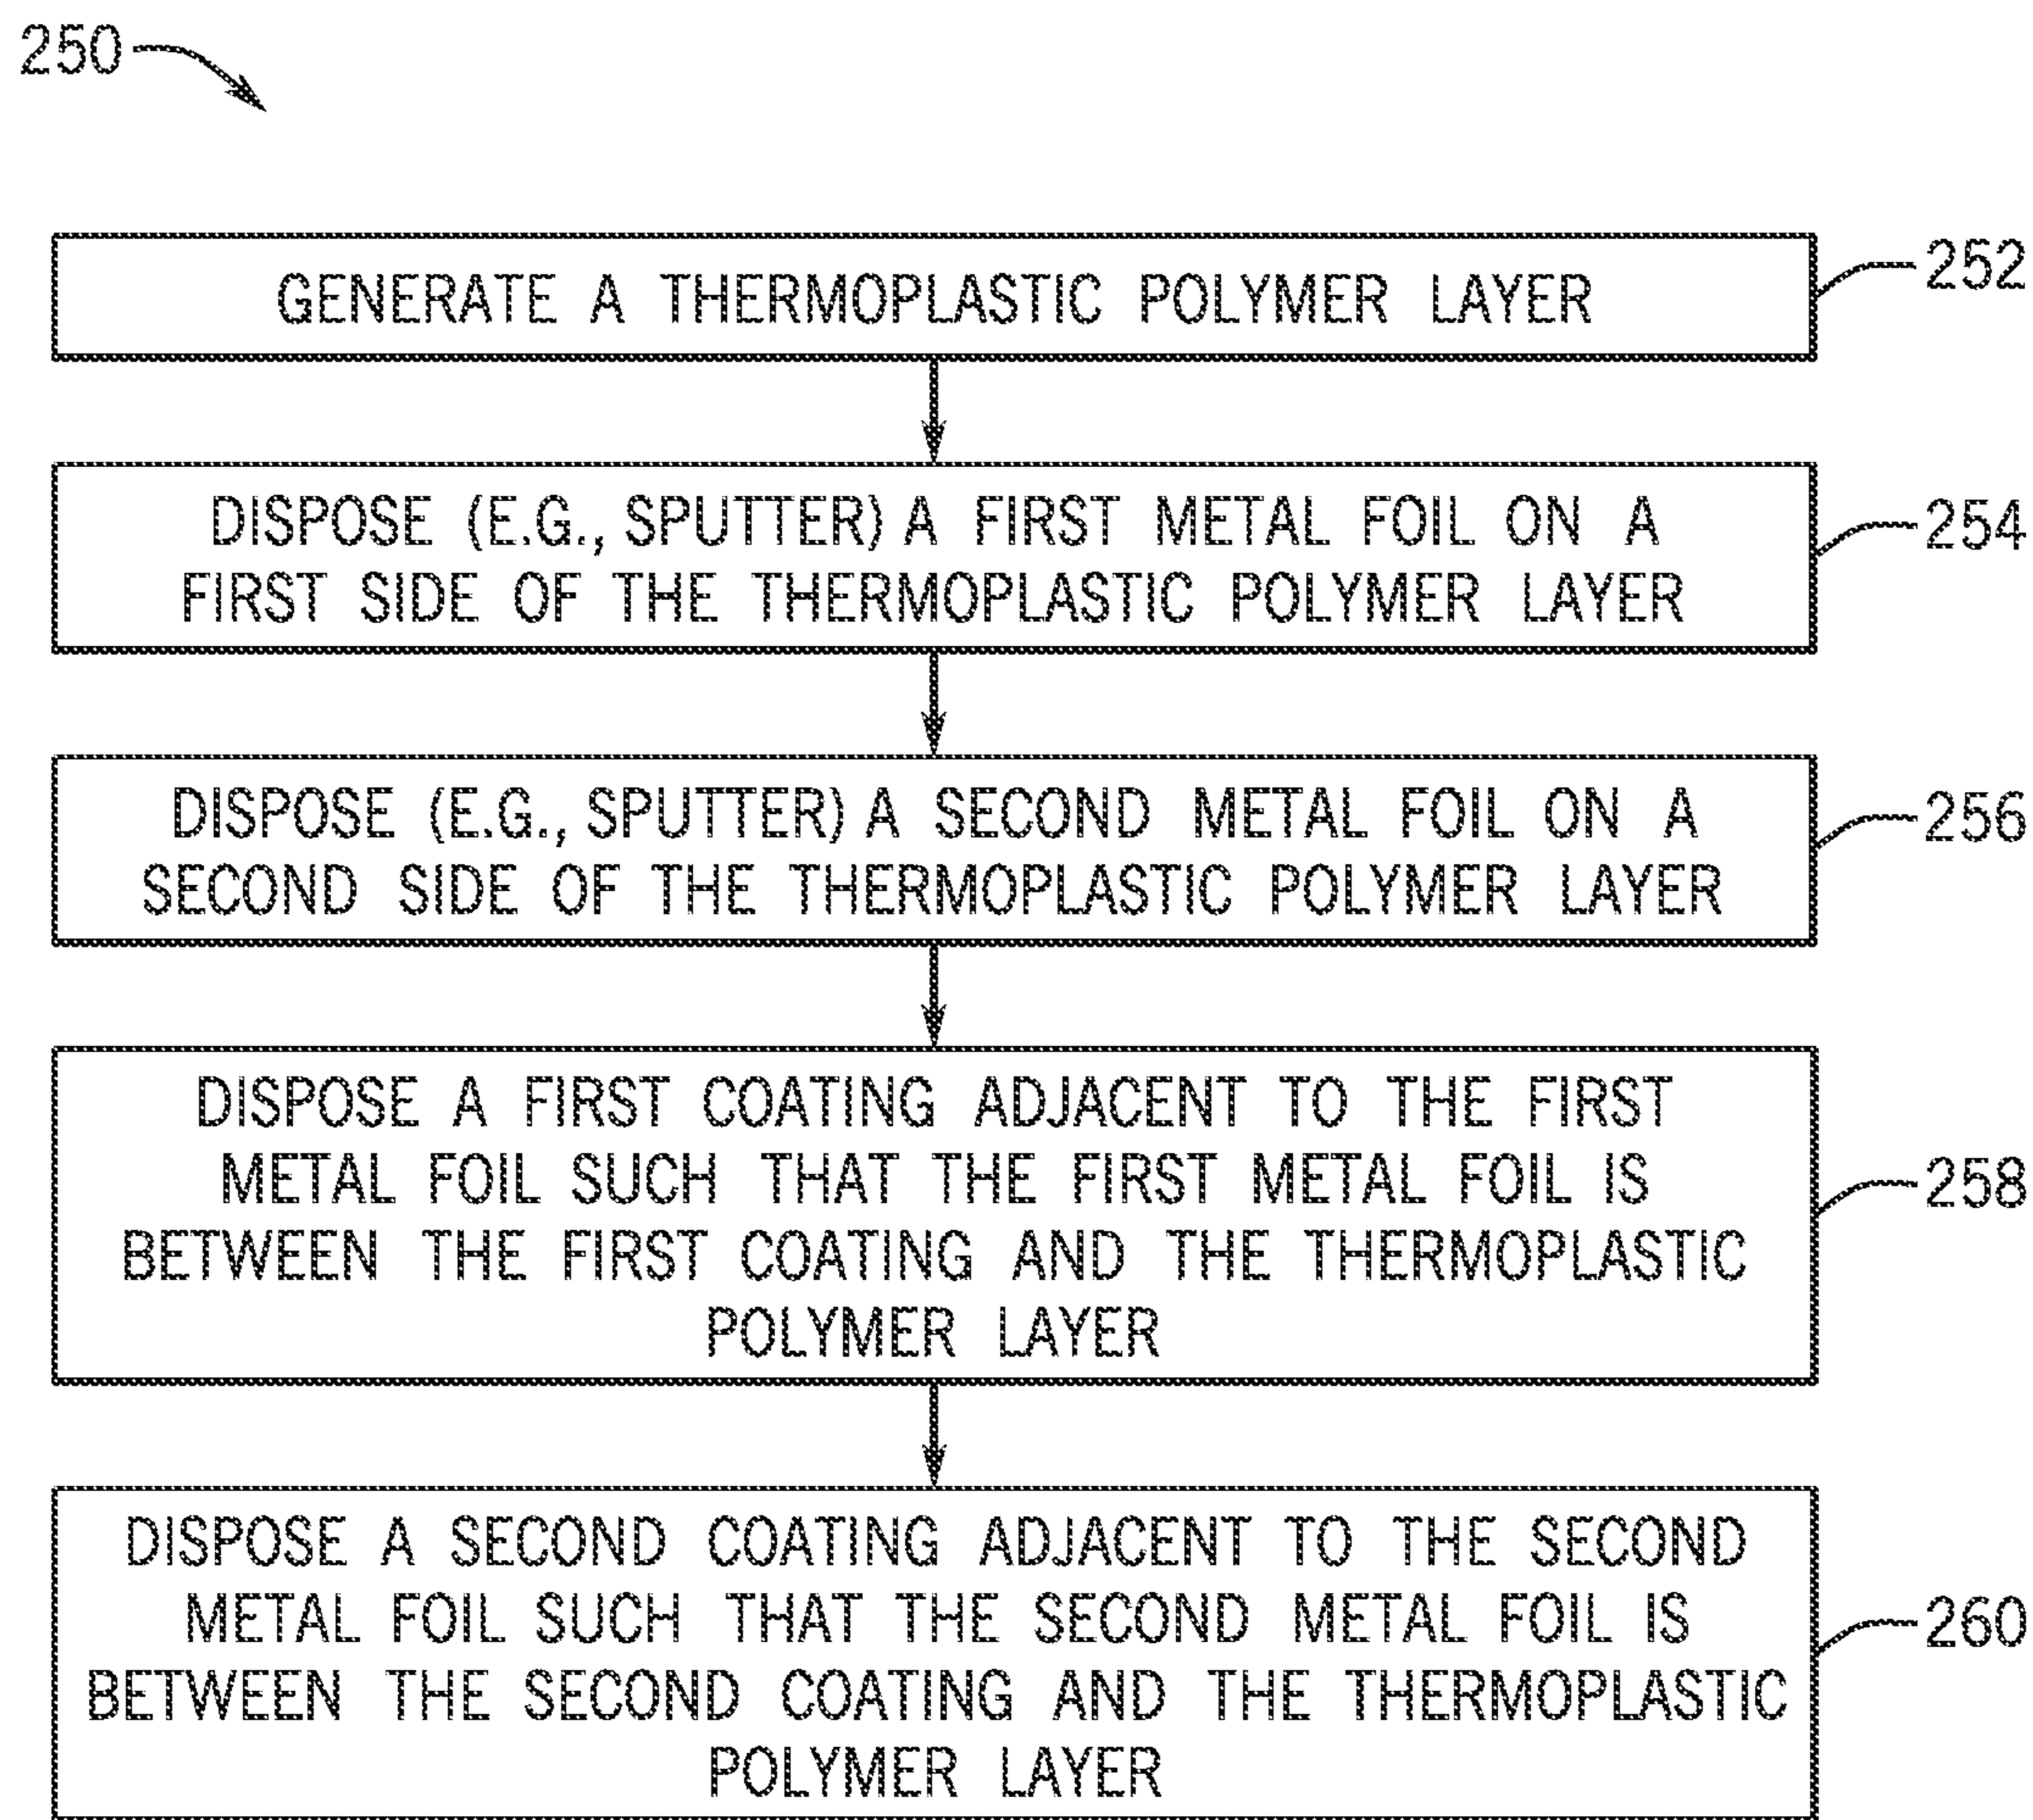 250
GENERATE A THERMOPLASTIC POLYMER LAYER
252
DISPOSE (E.G., SPUTTER) A FIRST METAL FOIL ON A
FIRST SIDE OF THE THERMOPLASTIC POLYMER LAYER
254
DISPOSE (E.G., SPUTTER) A SECOND METAL FOIL ON A
SECOND SIDE OF THE THERMOPLASTIC POLYMER LAYER
256
DISPOSE A FIRST COATING ADJACENT TO THE FIRST
METAL FOIL SUCH THAT THE FIRST METAL FOIL IS
BETWEEN THE FIRST COATING AND THE THERMOPLASTIC
POLYMER LAYER
258
DISPOSE A SECOND COATING ADJACENT TO THE SECOND
METAL FOIL SUCH THAT THE SECOND METAL FOIL IS
BETWEEN THE SECOND COATING AND THE THERMOPLASTIC
POLYMER LAYER
260